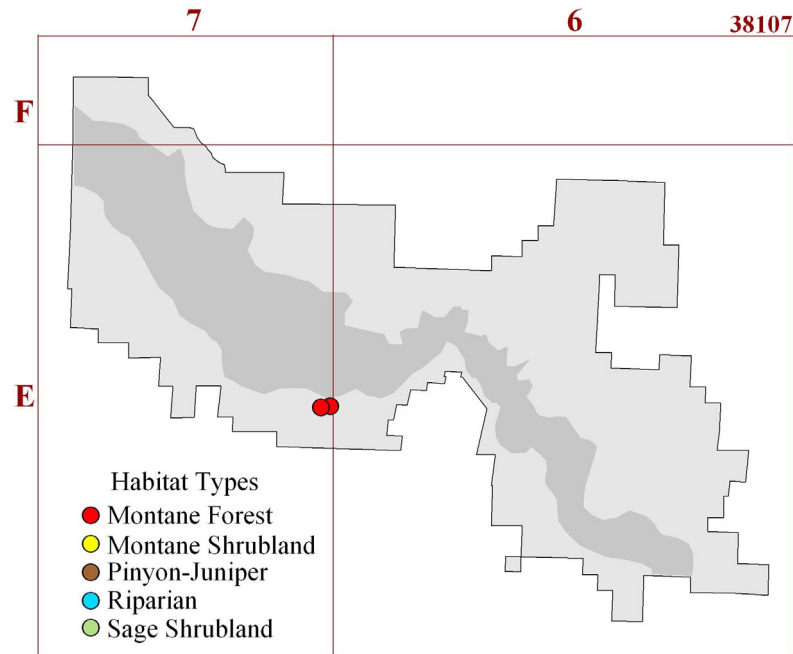 7 6 38107
F
E
Habitat Types
Montane Forest
Montane Shrubland
Pinyon-Juniper
Riparian
Sage Shrubland